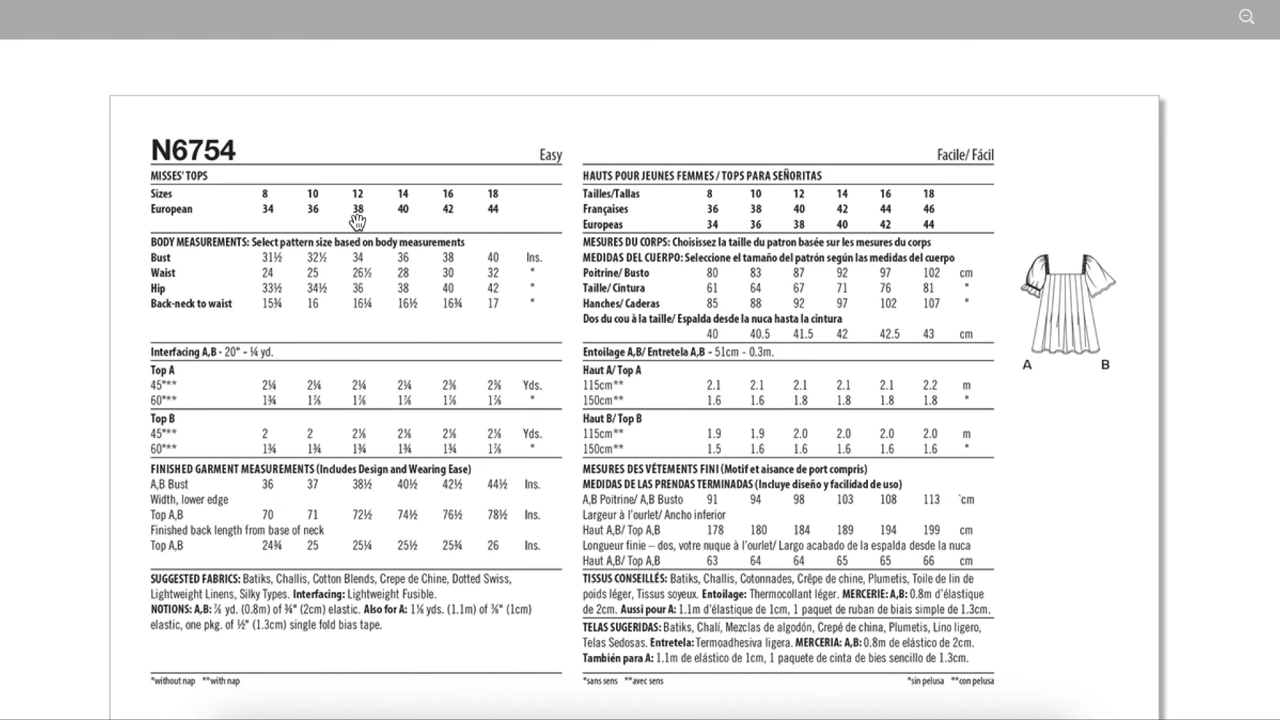 N6754 Easy
MISSES' TOPS
Sizes 8 10 12 14 16 18
European 34 36 38 40 42 44
BODY MEASUREMENTS: Select pattern size based on body measurements
Bust 31½ 32½ 34 36 38 40 Ins.
Waist 24 25 26½ 28 30 32 "
Hip 33½ 34½ 36 38 40 42 "
Back-neck to waist 15¾ 16 16¼ 16½ 16¾ 17 "
Interfacing A,B - 20" - ¼ yd.
Top A
45"** 2¼ 2¼ 2¼ 2¼ Yds.
60"** 1¾ 1⅞ 1⅞ 1⅞ 1⅞ 1⅞ "
Top B
45"** 2 2 Yds.
60"** 1¾ 1¾ 1¾ 1¾ 1¾ 1⅞ "
FINISHED GARMENT MEASUREMENTS (Includes Design and Wearing Ease)
A,B Bust 36 37 38½ 40½ 42½ 44½ Ins.
Width, lower edge
Top A,B 70 71 72½ 74½ 76½ 78½ Ins.
Finished back length from base of neck
Top A,B 24¾ 25 25¼ 25½ 25¾ 26 Ins.
SUGGESTED FABRICS: Batiks, Challis, Cotton Blends, Crepe de Chine, Dotted Swiss,
Lightweight Linens, Silky Types. Interfacing: Lightweight Fusible.
NOTIONS: A,B: ⅞ yd. (0.8m) of ¾" (2cm) elastic. Also for A: yds. (1.1m) of ⅜" (1cm)
elastic, one pkg. of ½" (1.3cm) single fold bias tape.
*without nap **with nap
Facile/ Fácil
HAUTS POUR JEUNES FEMMES / TOPS PARA SEÑORITAS
Tailles/Tallas 8 10 12 14 16 18
Françaises 36 38 40 42 44 46
Europeas 34 36 38 40 42 44
MESURES DU CORPS: Choisissez la taille du patron basée sur les mesures du corps
MEDIDAS DEL CUERPO: Seleccione el tamaño del patrón según las medidas del cuerpo
Poitrine/ Busto 80 83 87 92 97 102 cm
Taille/ Cintura 61 64 67 71 76 81 "
Hanches/ Caderas 85 88 92 97 102 107 "
Dos du cou à la taille/ Espalda desde la nuca hasta la cintura
40 40.5 41.5 42 42.5 43 cm
Entoilage A,B/ Entretela A,B - 51cm - 0.3m.
Haut A/ Top A
115cm** 2.1 2.1 2.1 2.1 2.1 2.2 m
150cm** 1.6 1.6 1.8 1.8 1.8 1.8 "
Haut B/ Top B
115cm** 1.9 1.9 2.0 2.0 2.0 2.0 m
150cm** 1.5 1.6 1.6 1.6 1.6 1.6 "
MESURES DES VÉTEMENTS FINI (Motif et aisance de port compris)
MEDIDAS DE LAS PRENDAS TERMINADAS (Incluye diseño y facilidad de uso)
A,B Poitrine/ A,B Busto 91 94 98 103 108 113 cm
Largeur à l'ourlet/ Ancho inferior
Haut A,B/ Top A,B 178 180 184 189 194 199 cm
Longueur finie – dos, votre nuque à l'ourlet/ Largo acabado de la espalda desde la nuca
Haut A,B/ Top A,B 63 64 64 65 65 66 cm
TISSUS CONSEILLÉS: Batiks, Challis, Cotonnades, Crêpe de chine, Plumetis, Toile de lin de
poids léger, Tissus soyeux. Entoilage: Thermocollant léger. MERCERIE: A,B: 0.8m d'élastique
de 2cm. Aussi pour A: 1.1m d'élastique de 1cm, 1 paquet de ruban de biais simple de 1.3cm.
TELAS SUGERIDAS: Batiks, Chalí, Mezclas de algodón, Crepé de china, Plumetis, Lino ligero,
Telas Sedosas. Entretela: Termoadhesiva ligera. MERCERIA: A,B: 0.8m de elástico de 2cm.
También para A: 1.1m de elástico de 1cm, 1 paquete de cinta de bies sencillo de 1.3cm.
*sans sens **avec sens *sin pelusa **con pelusa
A B